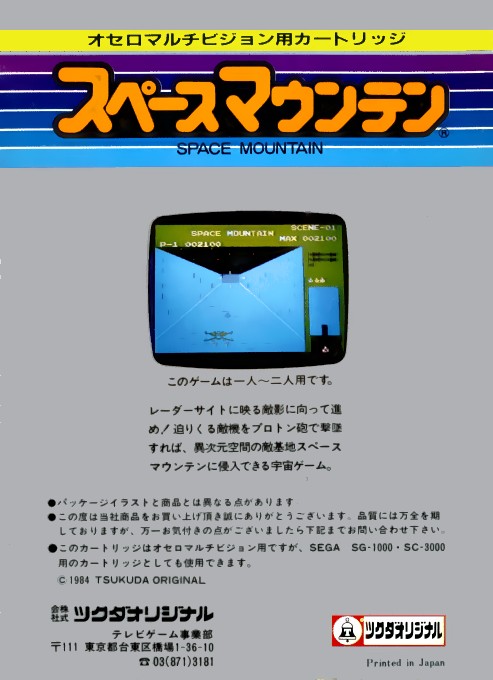 オセロマルチビジョン用カートリッジ
スペースマウンテン®
SPACE MOUNTAIN
SCENE-01
SPACE MOUNTAIN
MAX 002100
P-1 002100
このゲームは一人〜二人用です。
レーダーサイトに映る敵影に向って進
め!迫りくる敵機をプロトン砲で撃墜
すれば、異次元空間の敵基地スペース
マウンテンに侵入できる宇宙ゲーム。
●パッケージイラストと商品とは異なる点があります
●この度は当社商品をお買い上げ頂き誠にありがとうございます。品質には万全を期
しておりますが、万一お気付きの点がございましたら下記までお問い合わせ下さい。
●このカートリッジはオセロマルチビジョン用ですが、SEGA SG-1000・SC-3000
用のカートリッジとしても使用できます。
© 1984 TSUKUDA ORIGINAL
株式会社 ツクダオリジナル
テレビゲーム事業部
〒111 東京都台東区橋場1-36-10
☎03(871)3181
ツクダオリジナル
Printed in Japan